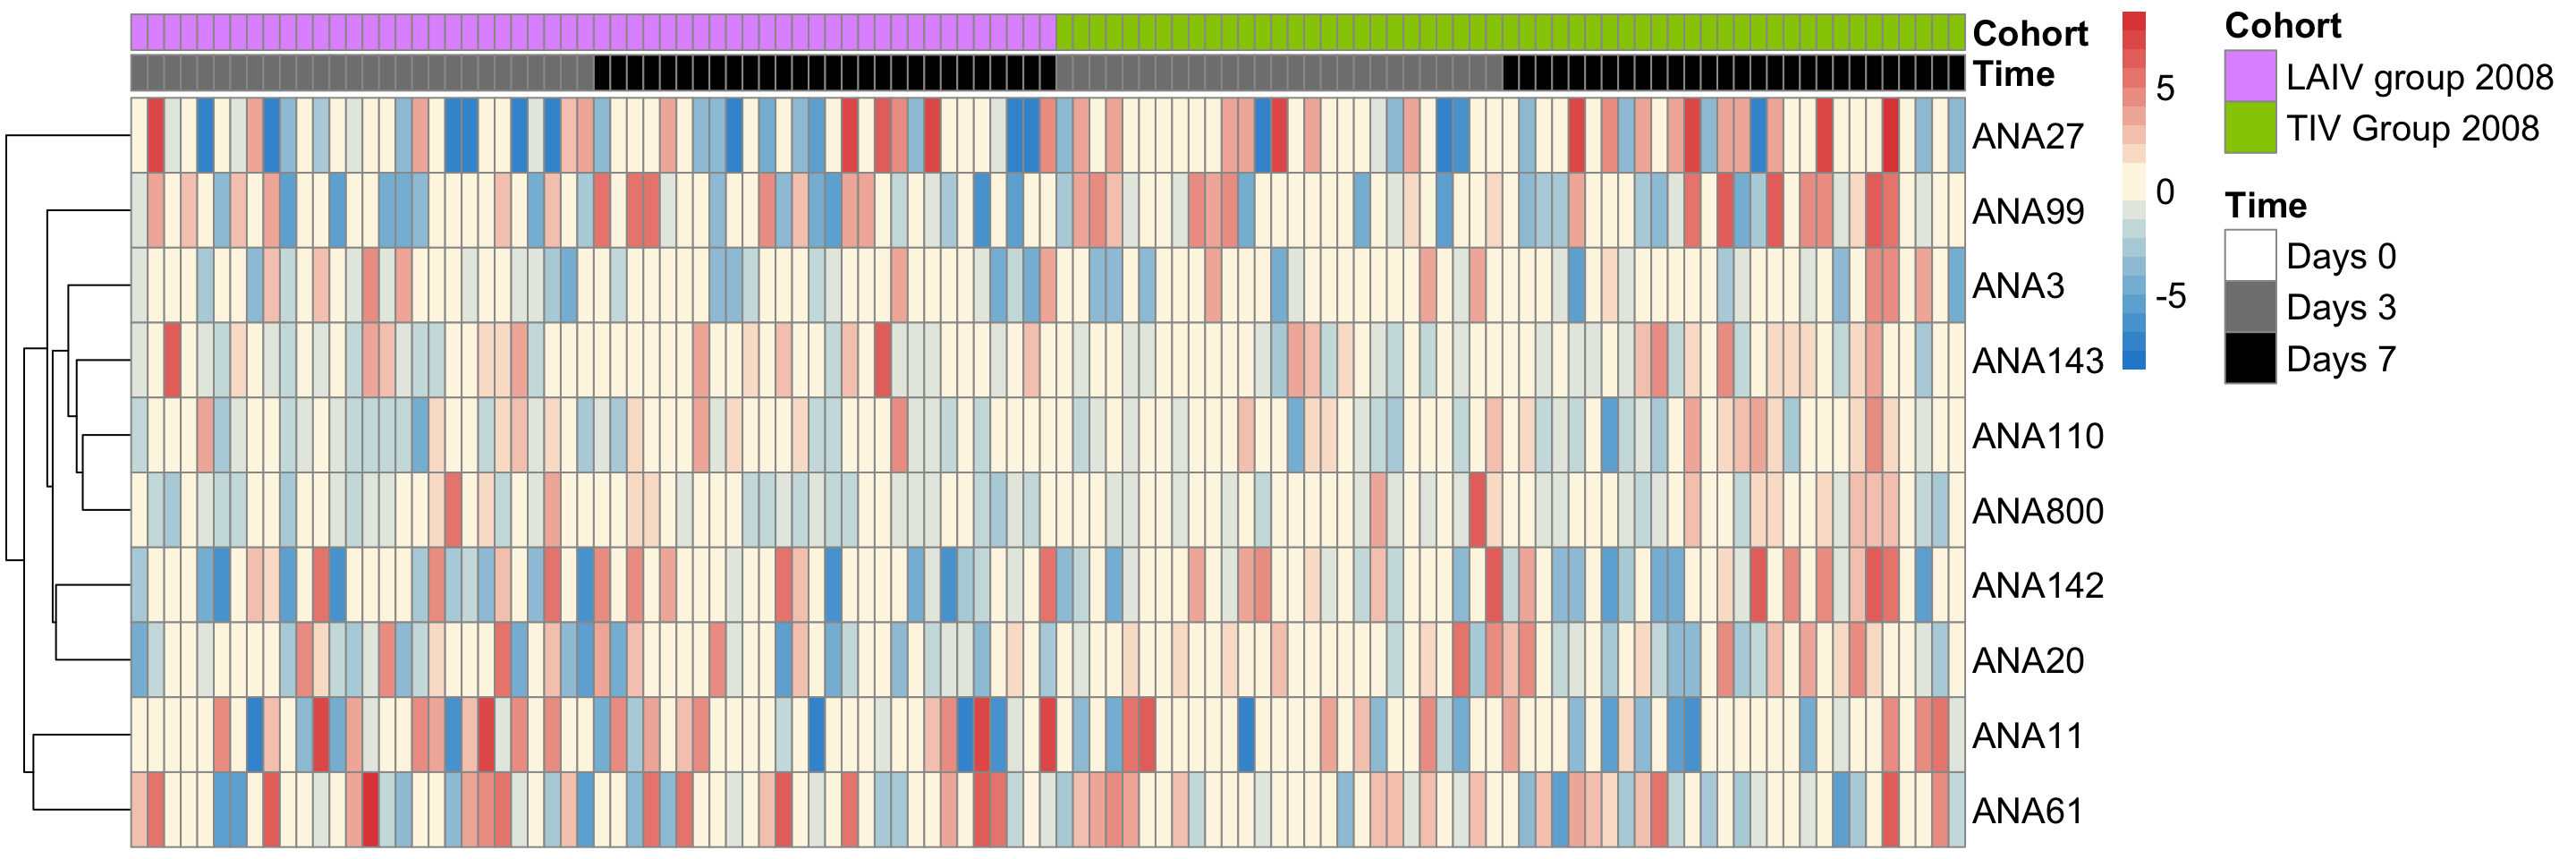 Cohort
Time
ANA27
ANA99
ANA3
ANA143
ANA110
ANA800
ANA142
ANA20
ANA11
ANA61
5
0
-5
Cohort
LAIV group 2008
TIV Group 2008
Time
Days 0
Days 3
Days 7